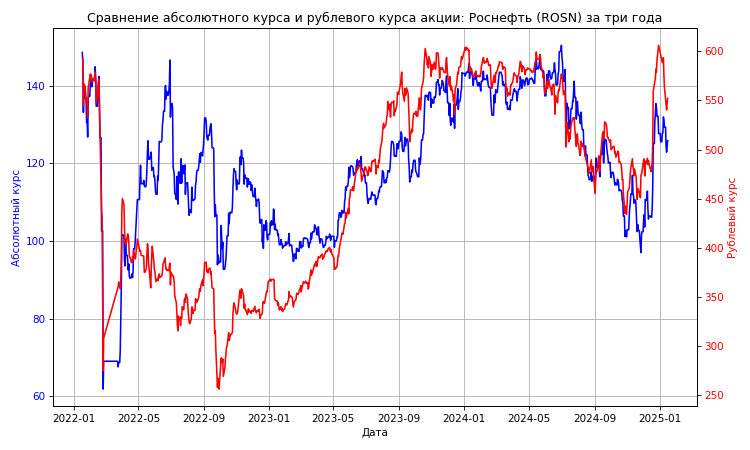 Сравнение абсолютного курса и рублевого курса акции: Роснефть (ROSN) за три года
Абсолютный курс
140
120
100
80
60
600
550
500
450
400
350
300
250
Рублевый курс
2022-01 2022-05 2022-09 2023-01 2023-05 2023-09 2024-01 2024-05 2024-09 2025-01
Дата